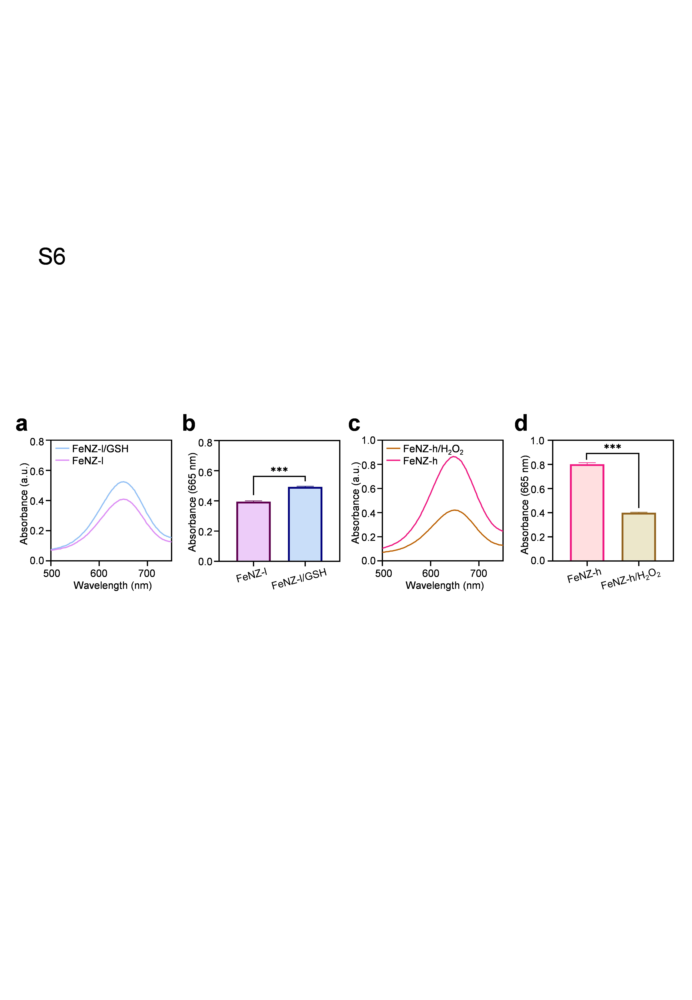 S6
a
0.8
0.6
0.4
0.2
0.0
Absorbance (a.u.)
FeNZ-l/GSH
FeNZ-l
500 600 700
Wavelength (nm)
b
0.8
0.6
0.4
0.2
0.0
Absorbance (665 nm)
***
FeNZ-l
FeNZ-l/GSH
c
1.0
0.8
0.6
0.4
0.2
0.0
Absorbance (a.u.)
FeNZ-h/H₂O₂
FeNZ-h
500 600 700
Wavelength (nm)
d
1.0
0.8
0.6
0.4
0.2
0.0
Absorbance (665 nm)
***
FeNZ-h
FeNZ-h/H₂O₂